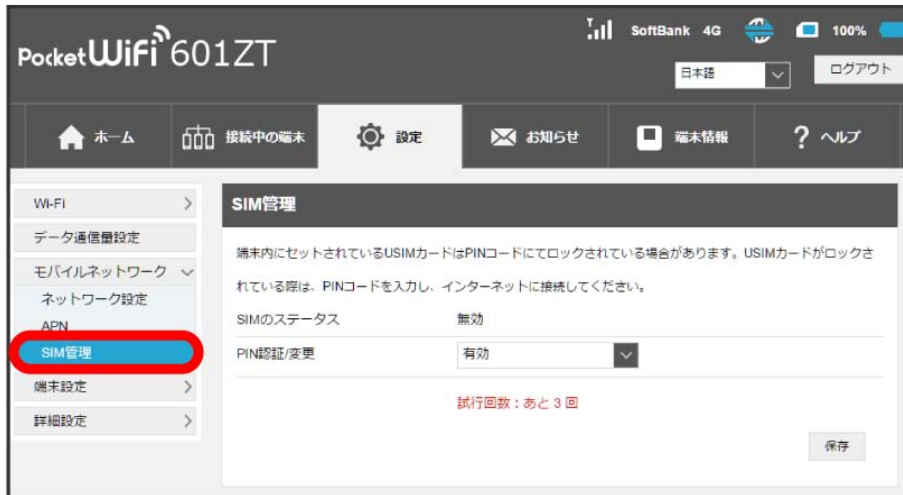 SoftBank 4G 100%
PocketWiFi 601ZT
日本語 ログアウト
ホーム 接続中の端末 設定 お知らせ 端末情報 ? ヘルプ
Wi-Fi
データ通信量設定
モバイルネットワーク
ネットワーク設定
APN
SIM管理
端末設定
詳細設定
SIM管理
端末内にセットされているUSIMカードはPINコードにてロックされている場合があります。USIMカードがロックさ
れている際は、PINコードを入力し、インターネットに接続してください。
SIMのステータス 無効
PIN認証/変更 有効
試行回数：あと 3 回
保存